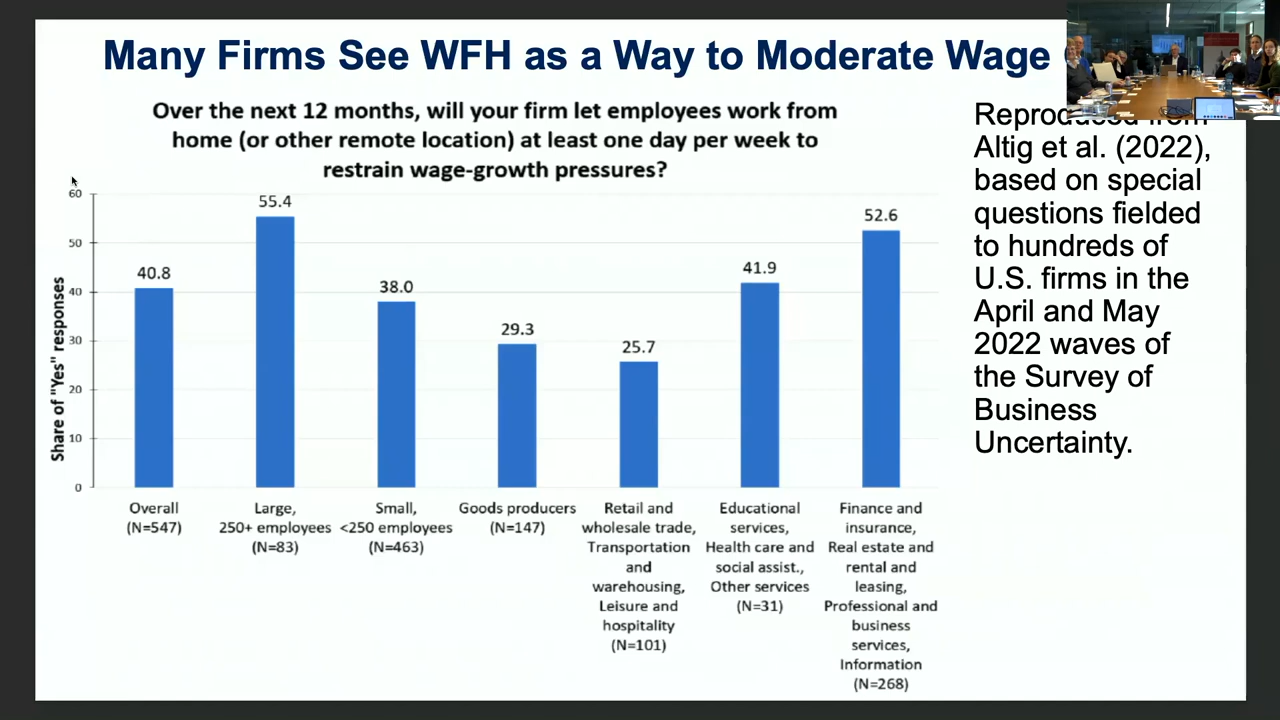 Many Firms See WFH as a Way to Moderate Wage
Over the next 12 months, will your firm let employees work from
home (or other remote location) at least one day per week to
restrain wage-growth pressures?
Share of "Yes" responses
60
50
40
30
20
10
0
40.8
55.4
38.0
29.3
25.7
41.9
52.6
Overall
(N=547)
Large,
250+ employees
(N=83)
Small,
<250 employees
(N=463)
Goods producers
(N=147)
Retail and
wholesale trade,
Transportation
and
warehousing,
Leisure and
hospitality
(N=101)
Educational
services,
Health care and
social assist.,
Other services
(N=31)
Finance and
insurance,
Real estate and
rental and
leasing,
Professional and
business
services,
Information
(N=268)
Reproduced from
Altig et al. (2022),
based on special
questions fielded
to hundreds of
U.S. firms in the
April and May
2022 waves of
the Survey of
Business
Uncertainty.